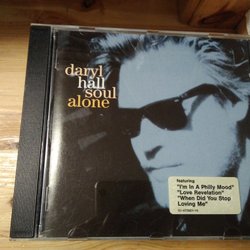 daryl
hall
soul
alone
featuring
"I'm In A Philly Mood"
"Love Revelation"
"When Did You Stop
Loving Me"